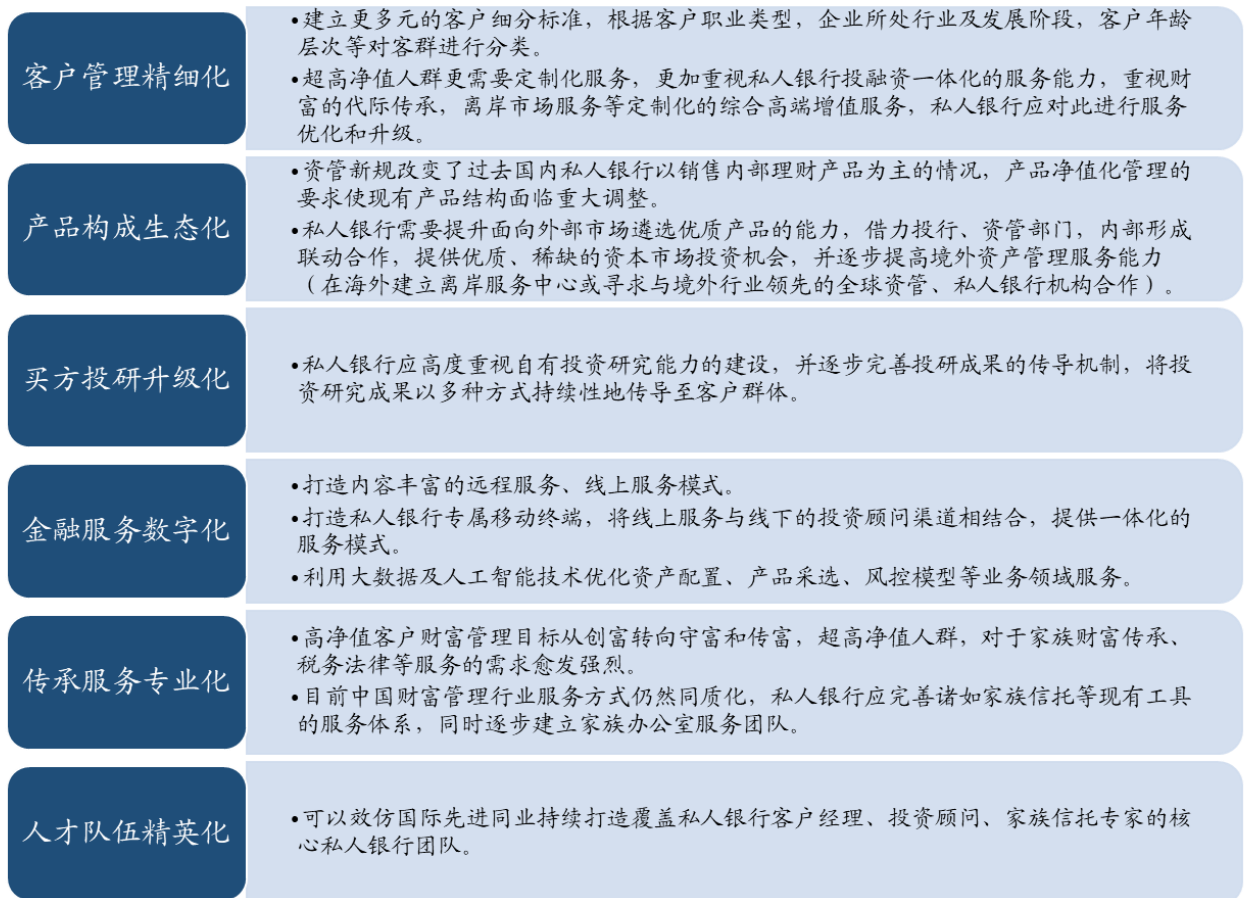 客户管理精细化
•建立更多元的客户细分标准，根据客户职业类型，企业所处行业及发展阶段，客户年龄
层次等对客群进行分类。
•超高净值人群更需要定制化服务，更加重视私人银行投融资一体化的服务能力，重视财
富的代际传承，离岸市场服务等定制化的综合高端增值服务，私人银行应对此进行服务
优化和升级。
产品构成生态化
•资管新规改变了过去国内私人银行以销售内部理财产品为主的情况，产品净值化管理的
要求使现有产品结构面临重大调整。
•私人银行需要提升面向外部市场遴选优质产品的能力，借力投行、资管部门，内部形成
联动合作，提供优质、稀缺的资本市场投资机会，并逐步提高境外资产管理服务能力
（在海外建立离岸服务中心或寻求与境外行业领先的全球资管、私人银行机构合作）。
买方投研升级化
•私人银行应高度重视自有投资研究能力的建设，并逐步完善投研成果的传导机制，将投
资研究成果以多种方式持续性地传导至客户群体。
金融服务数字化
•打造内容丰富的远程服务、线上服务模式。
•打造私人银行专属移动终端，将线上服务与线下的投资顾问渠道相结合，提供一体化的
服务模式。
•利用大数据及人工智能技术优化资产配置、产品采选、风控模型等业务领域服务。
传承服务专业化
•高净值客户财富管理目标从创富转向守富和传富，超高净值人群，对于家族财富传承、
税务法律等服务的需求愈发强烈。
•目前中国财富管理行业服务方式仍然同质化，私人银行应完善诸如家族信托等现有工具
的服务体系，同时逐步建立家族办公室服务团队。
人才队伍精英化
•可以效仿国际先进同业持续打造覆盖私人银行客户经理、投资顾问、家族信托专家的核
心私人银行团队。